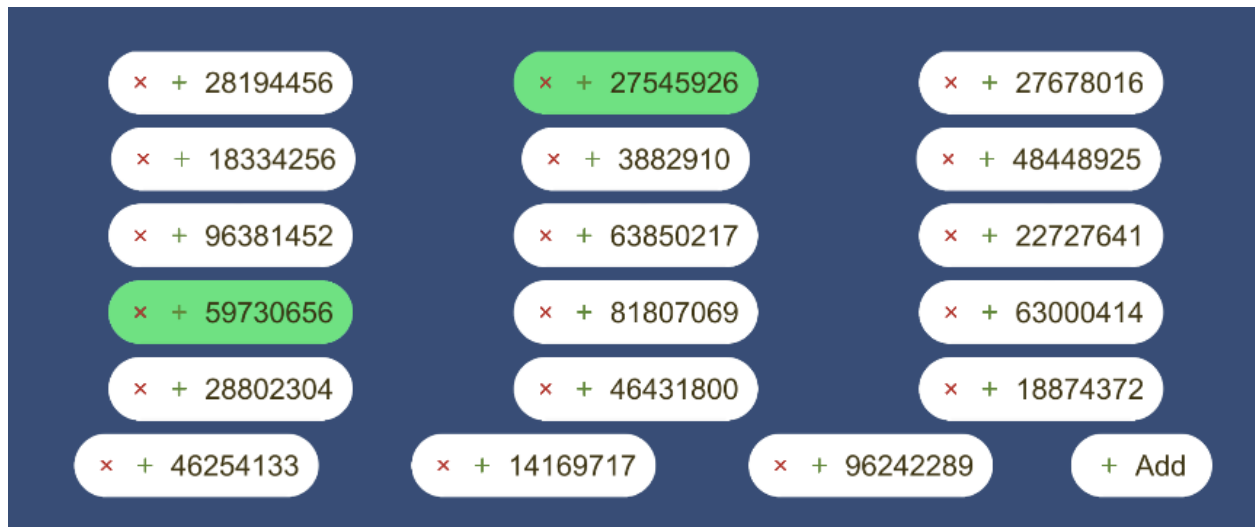 × + 28194456 × + 27545926 × + 27678016
× + 18334256 × + 3882910 × + 48448925
× + 96381452 × + 63850217 × + 22727641
× + 59730656 × + 81807069 × + 63000414
× + 28802304 × + 46431800 × + 18874372
× + 46254133 × + 14169717 × + 96242289 + Add